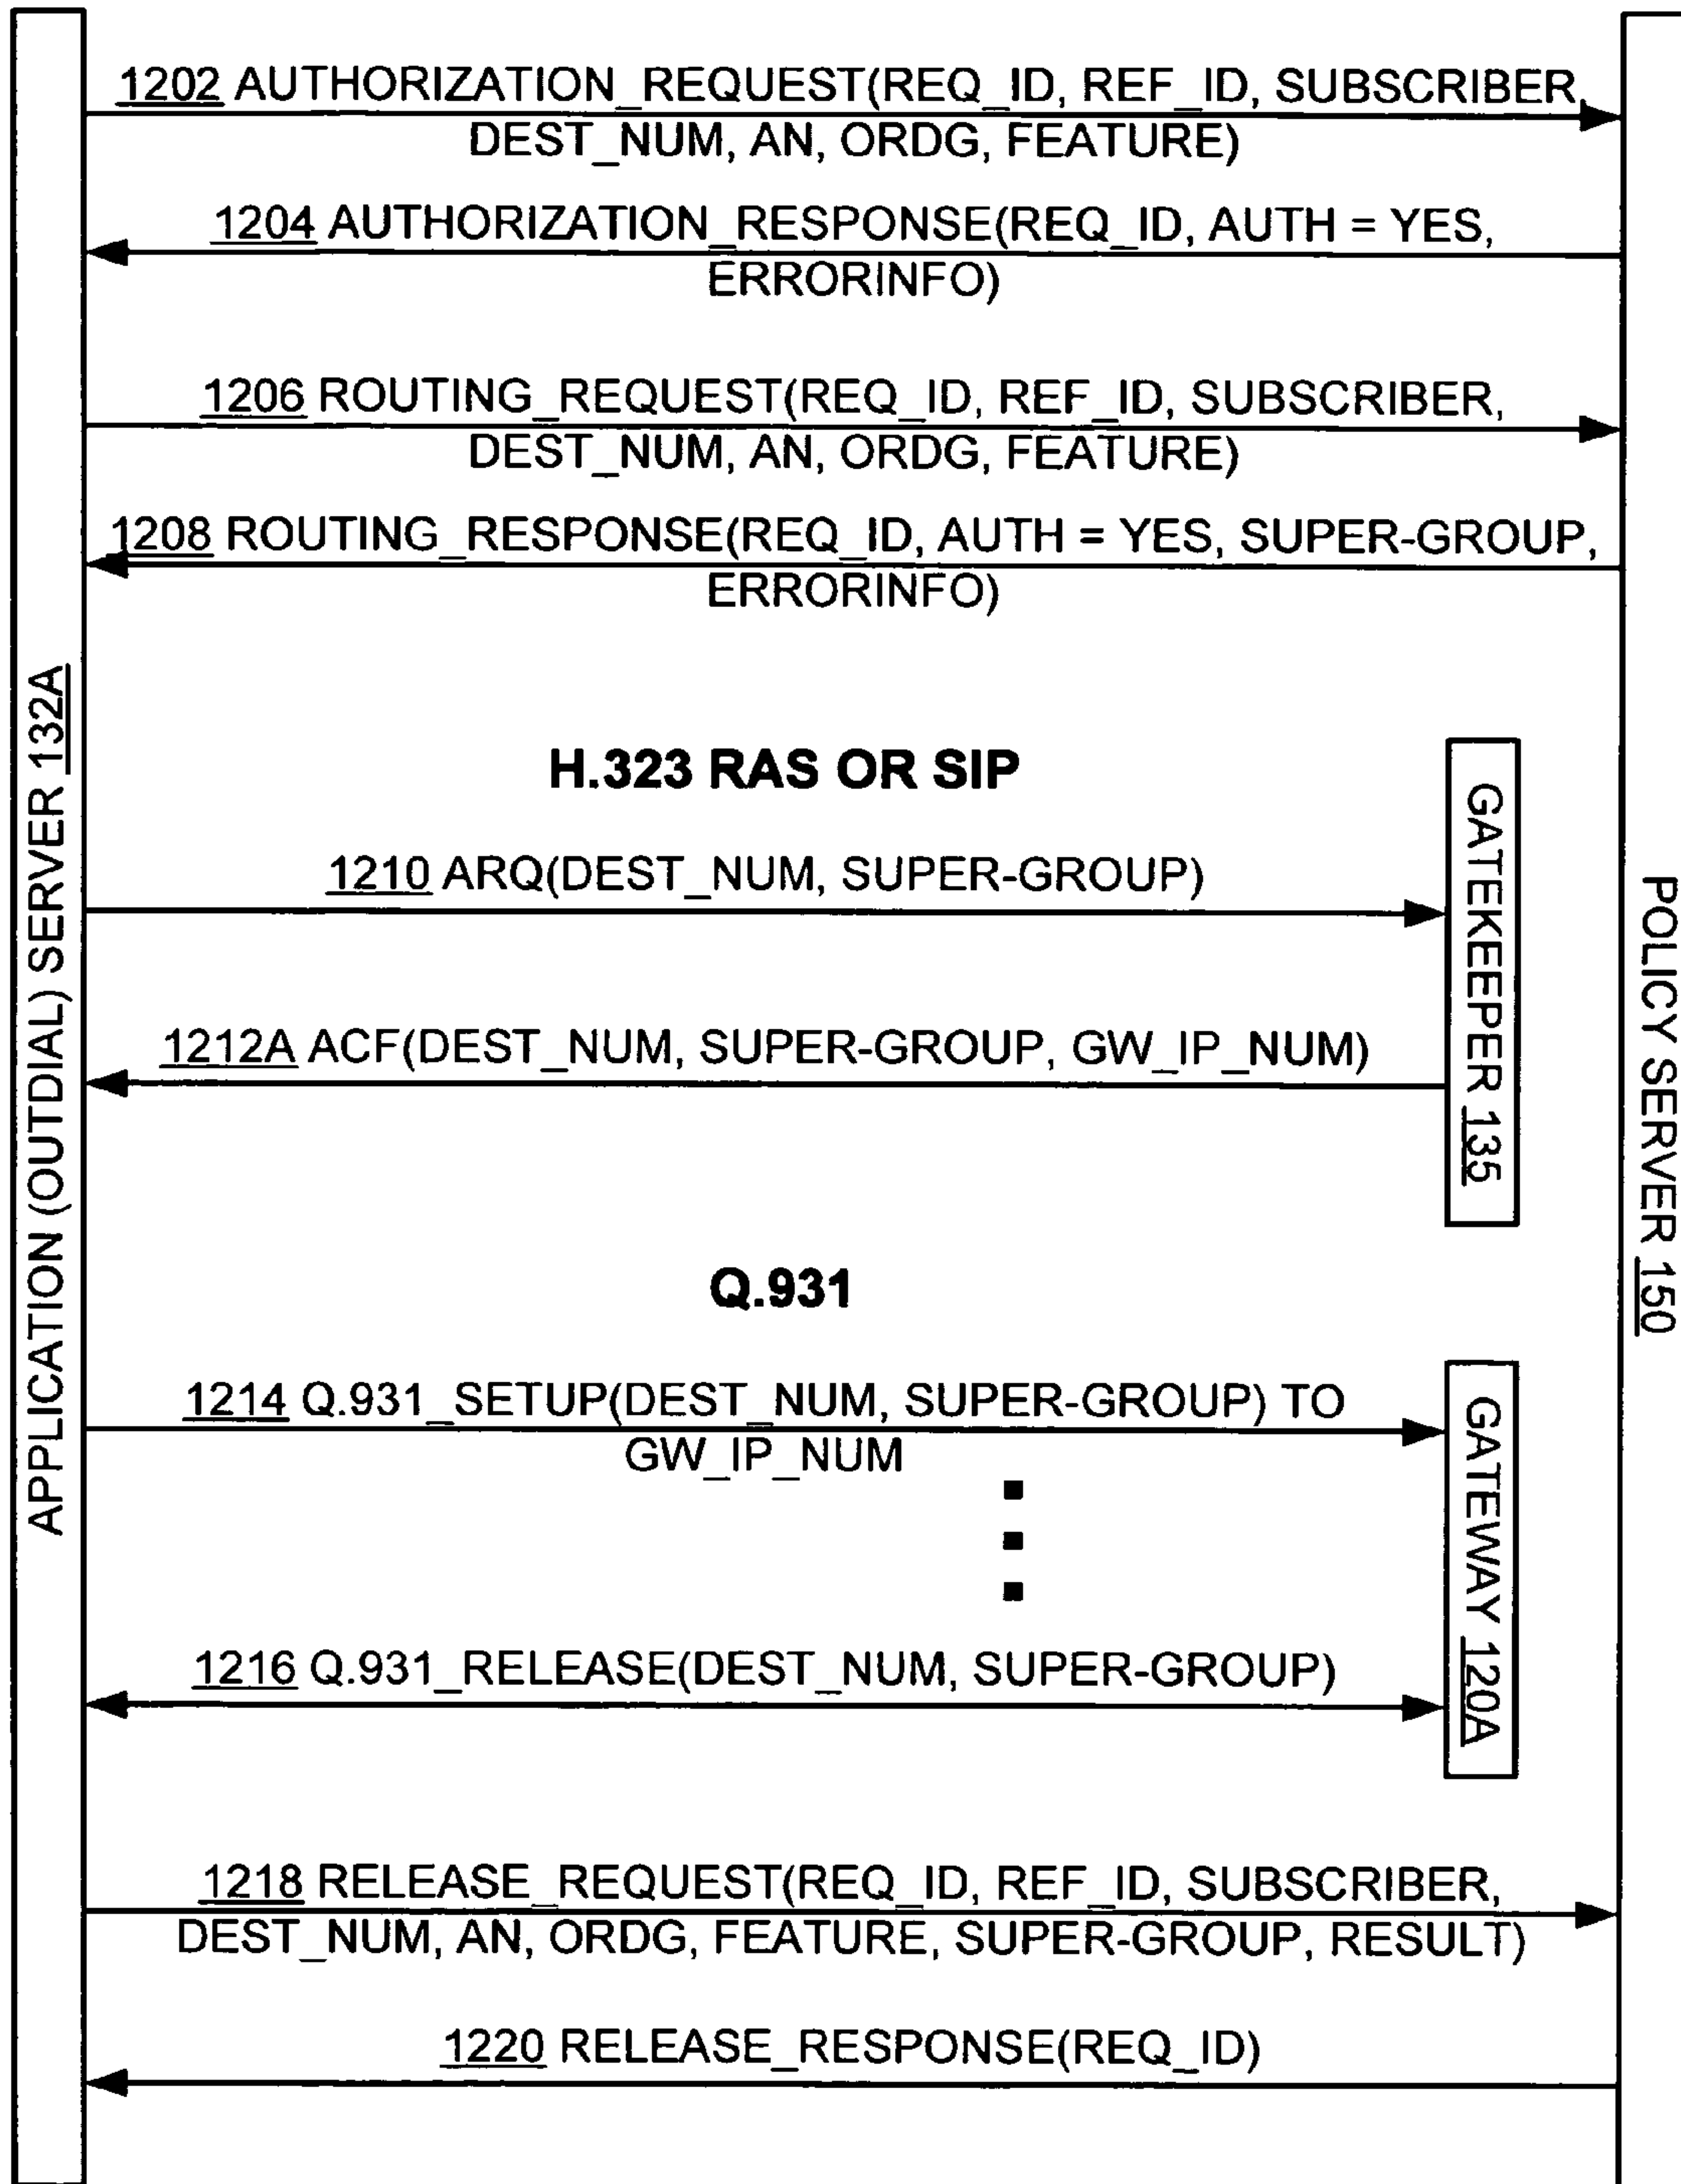 1202 AUTHORIZATION_REQUEST(REQ_ID, REF_ID, SUBSCRIBER,
DEST_NUM, AN, ORDG, FEATURE)
1204 AUTHORIZATION_RESPONSE(REQ_ID, AUTH = YES,
ERRORINFO)
1206 ROUTING_REQUEST(REQ_ID, REF_ID, SUBSCRIBER,
DEST_NUM, AN, ORDG, FEATURE)
1208 ROUTING_RESPONSE(REQ_ID, AUTH = YES, SUPER-GROUP,
ERRORINFO)
APPLICATION (OUTDIAL) SERVER 132A
H.323 RAS OR SIP
1210 ARQ(DEST_NUM, SUPER-GROUP)
1212A ACF(DEST_NUM, SUPER-GROUP, GW_IP_NUM)
GATEKEEPER 135
POLICY SERVER 150
Q.931
1214 Q.931_SETUP(DEST_NUM, SUPER-GROUP) TO
GW_IP_NUM
1216 Q.931_RELEASE(DEST_NUM, SUPER-GROUP)
GATEWAY 120A
1218 RELEASE_REQUEST(REQ_ID, REF_ID, SUBSCRIBER,
DEST_NUM, AN, ORDG, FEATURE, SUPER-GROUP, RESULT)
1220 RELEASE_RESPONSE(REQ_ID)